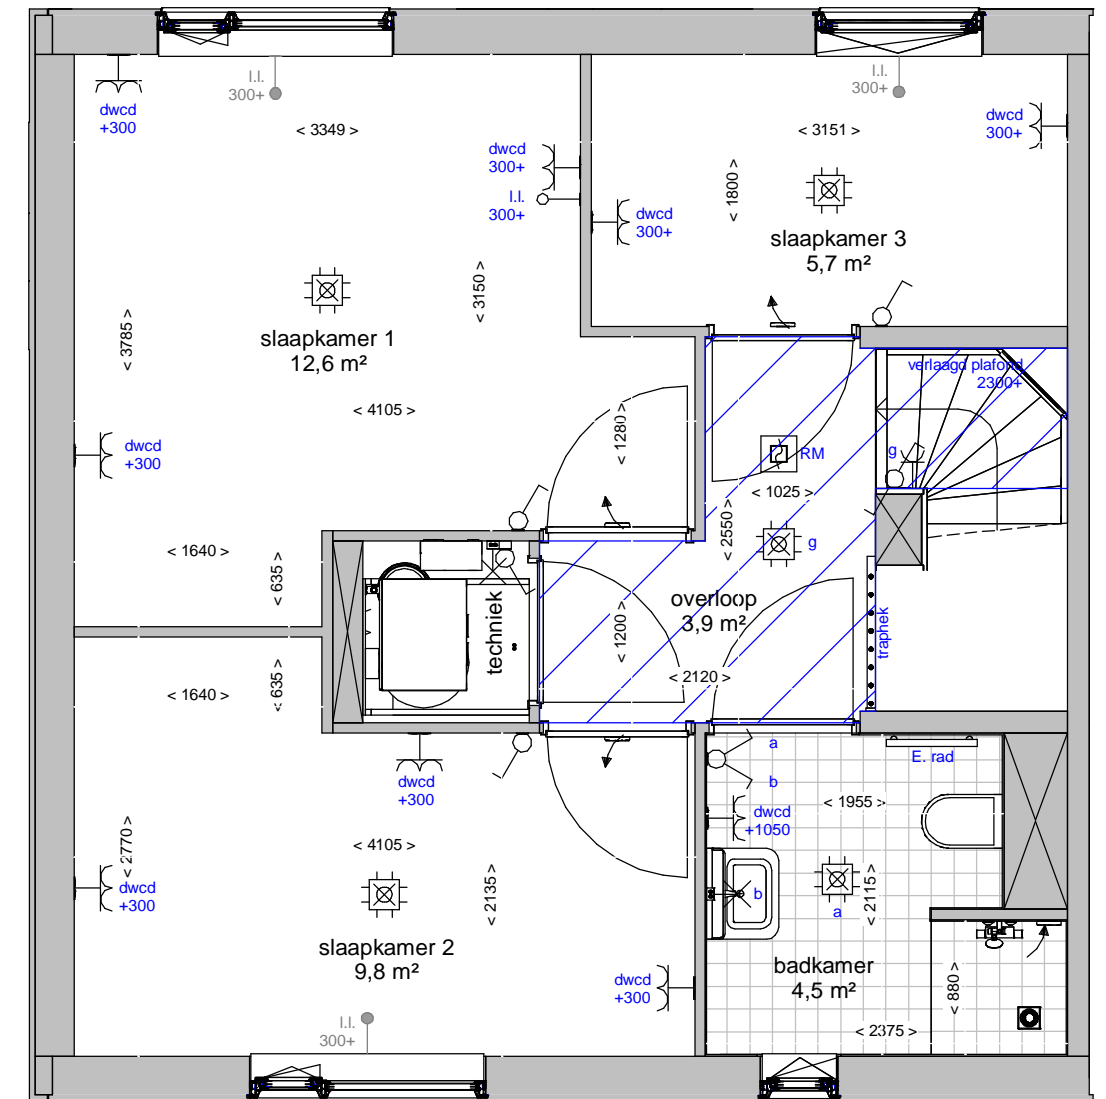 l.l.
300+
l.l.
300+
dwcd
+300
< 3349 >
< 3151 >
dwcd
300+
dwcd
300+
l.l.
300+
< 1800 >
dwcd
300+
slaapkamer 3
5,7 m²
< 3150 >
< 3785 >
slaapkamer 1
12,6 m²
verlaagd plafond
2300+
< 4105 >
< 1280 >
dwcd
+300
RM
g
< 1025 >
< 2550 >
g
< 1640 >
< 635 >
techniek
overloop
3,9 m²
< 1200 >
traphek
< 2120 >
< 1640 >
< 635 >
a
E. rad
b
dwcd
+300
< 1955 >
dwcd
+1050
< 2770 >
< 4105 >
dwcd
+300
< 2135 >
b
a
< 2115 >
slaapkamer 2
9,8 m²
badkamer
4,5 m²
dwcd
+300
< 880 >
l.l.
300+
< 2375 >